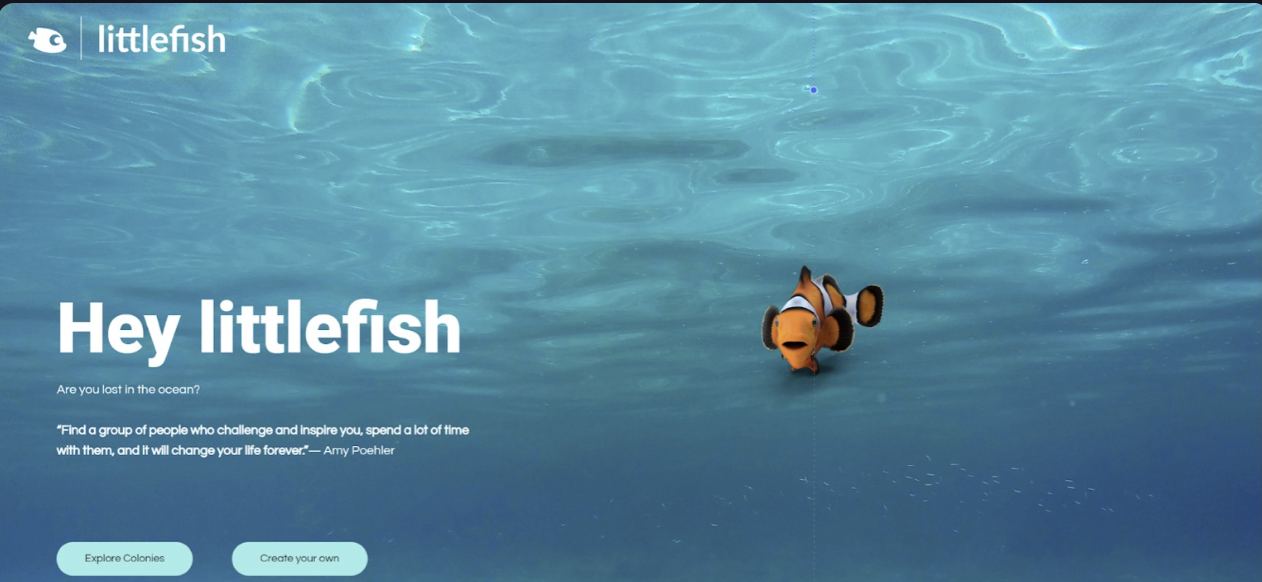 littlefish
Hey littlefish
Are you lost in the ocean?
"Find a group of people who challenge and inspire you, spend a lot of time
with them, and it will change your life forever."— Amy Poehler
Explore Colonies
Create your own